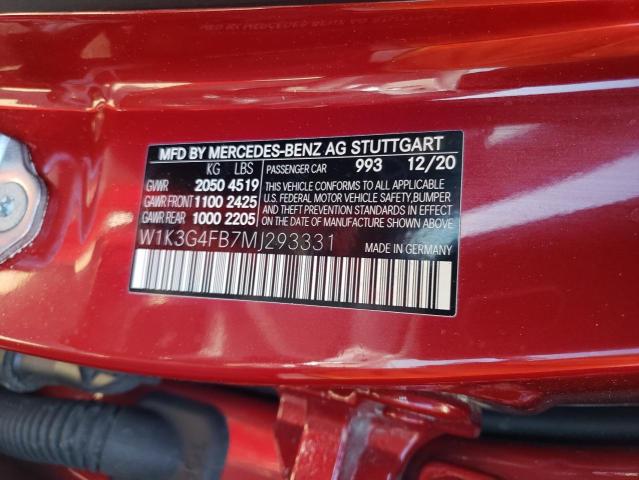 MFD BY MERCEDES-BENZ AG STUTTGART
KG LBS PASSENGER CAR 993 12/20
GVWR 2050 4519
GAWR FRONT 1100 2425
GAWR REAR 1000 2205
THIS VEHICLE CONFORMS TO ALL APPLICABLE
U.S. FEDERAL MOTOR VEHICLE SAFETY,BUMPER,
AND THEFT PREVENTION STANDARDS IN EFFECT
ON THE DATE OF MANUFACTURE SHOWN ABOVE.
W1K3G4FB7MJ293331
MADE IN GERMANY